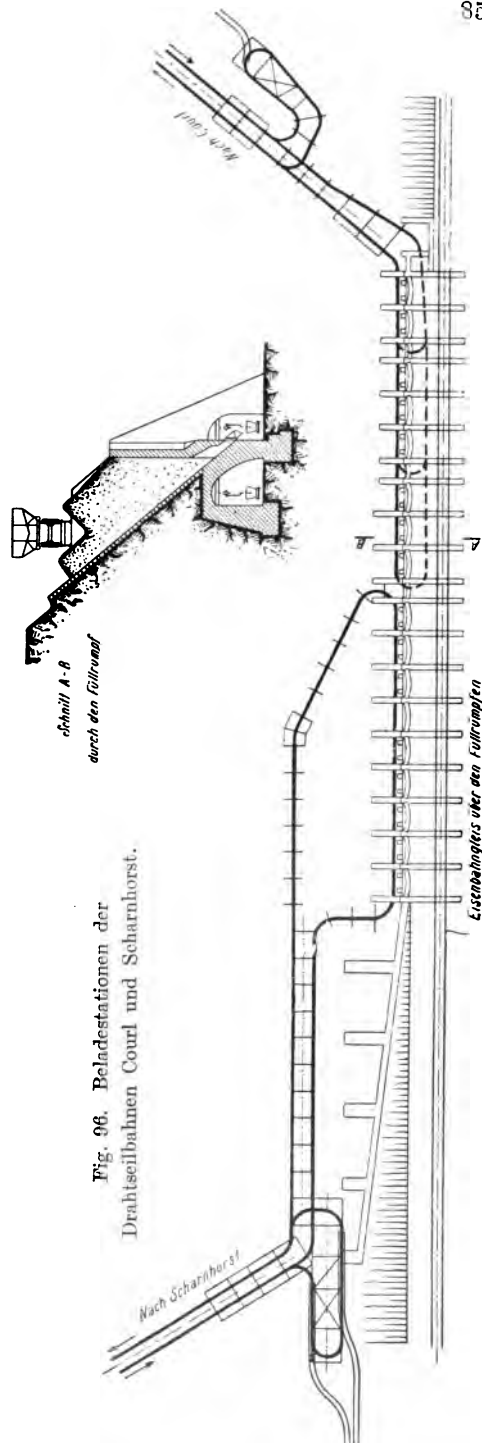 85
Nach Courl
Schnitt A-B
durch den Füllrumpf
Fig. 96. Beladestationen der
Drahtseilbahnen Courl und Scharnhorst.
Nach Scharnhorst
Eisenbahngleis über den Füllrumpfen